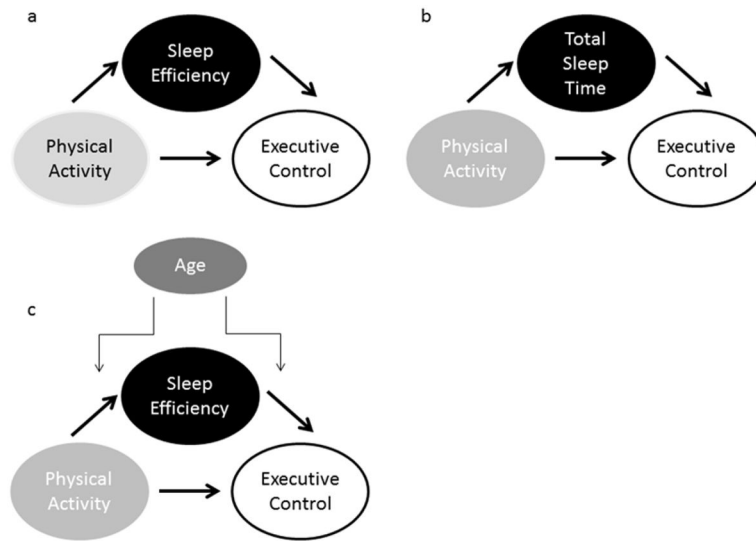 a
Sleep
Efficiency
Physical
Activity
Executive
Control
b
Total
Sleep
Time
Physical
Activity
Executive
Control
Age
c
Sleep
Efficiency
Physical
Activity
Executive
Control